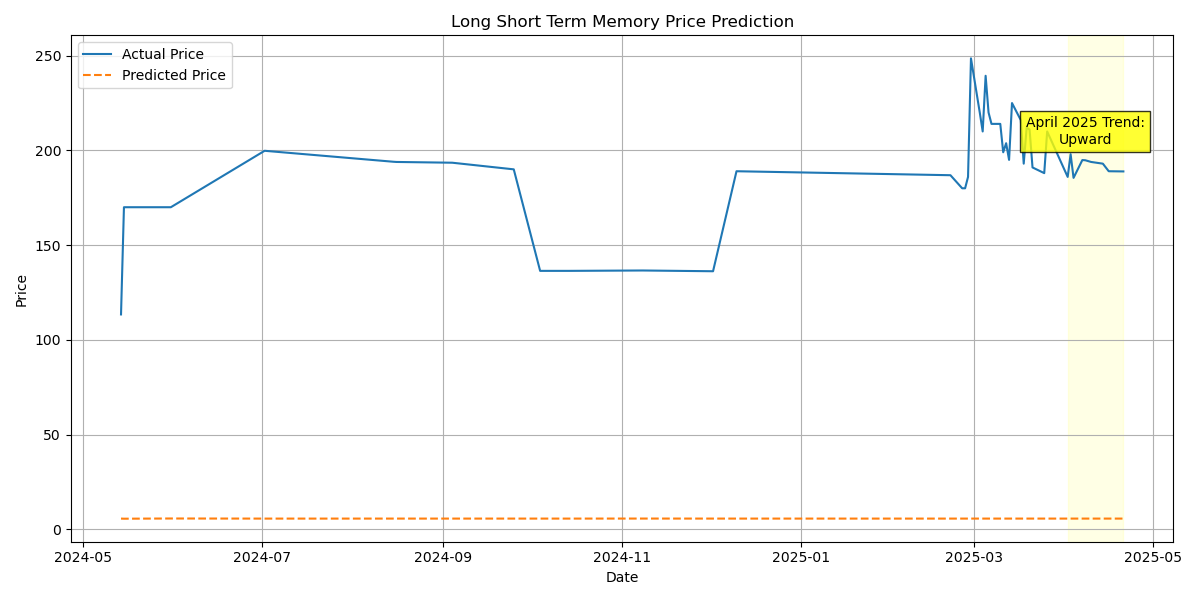 Long Short Term Memory Price Prediction
Actual Price
Predicted Price
April 2025 Trend:
Upward
Price
250
200
150
100
50
0
2024-05
2024-07
2024-09
2024-11
2025-01
2025-03
2025-05
Date